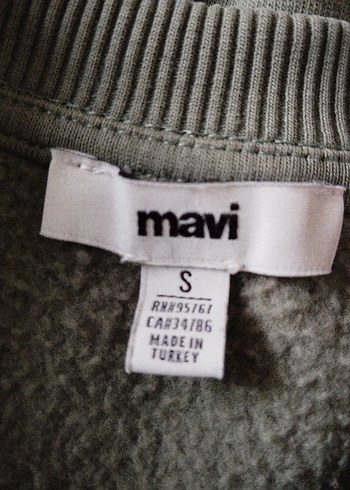 mavi
S
RN#95767
CA#34786
MADE IN
TURKEY